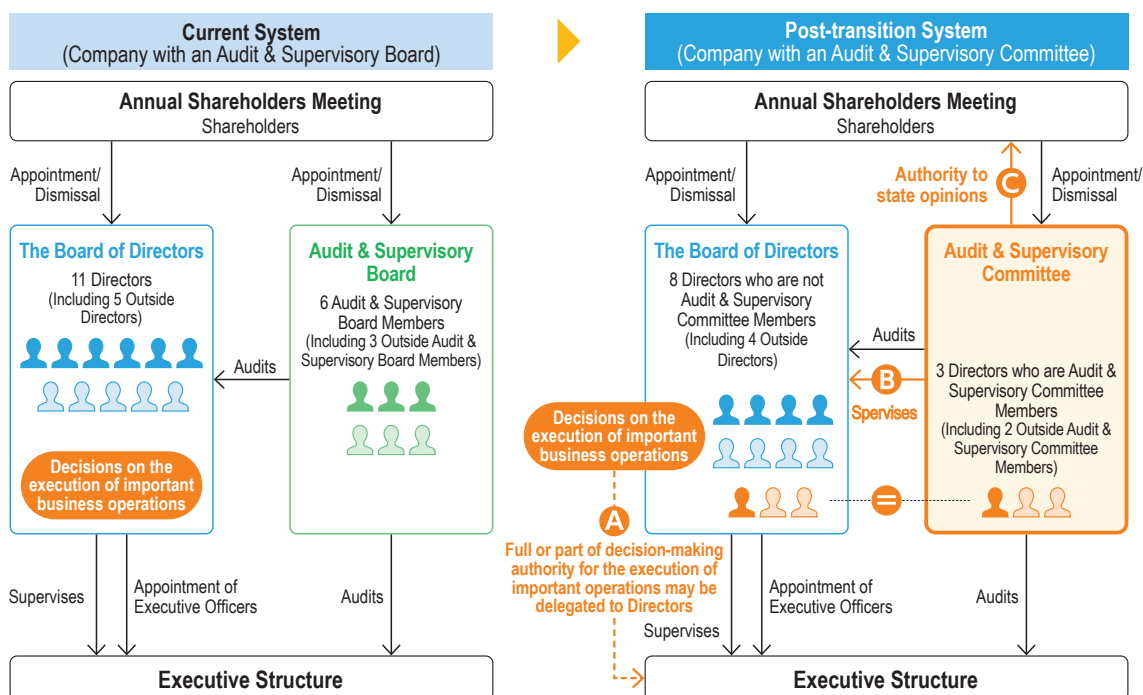 Current System
(Company with an Audit & Supervisory Board)
Annual Shareholders Meeting
Shareholders
Appointment/
Dismissal
Appointment/
Dismissal
The Board of Directors
11 Directors
(Including 5 Outside
Directors)
Decisions on the
execution of important
business operations
Audits
Audit & Supervisory
Board
6 Audit & Supervisory
Board Members
(Including 3 Outside Audit &
Supervisory Board Members)
Supervises
Appointment of
Executive Officers
Audits
Executive Structure
Post-transition System
(Company with an Audit & Supervisory Committee)
Annual Shareholders Meeting
Shareholders
Appointment/
Dismissal
Authority to
state opinions
C
Appointment/
Dismissal
The Board of Directors
8 Directors who are not
Audit & Supervisory
Committee Members
(Including 4 Outside
Directors)
Audits
B
Spervises
Audit & Supervisory
Committee
3 Directors who are Audit &
Supervisory Committee
Members
(Including 2 Outside Audit &
Supervisory Committee
Members)
Decisions on the
execution of important
business operations
=
A
Full or part of decision-making
authority for the execution of
important operations may be
delegated to Directors
Supervises
Appointment of
Executive Officers
Audits
Executive Structure